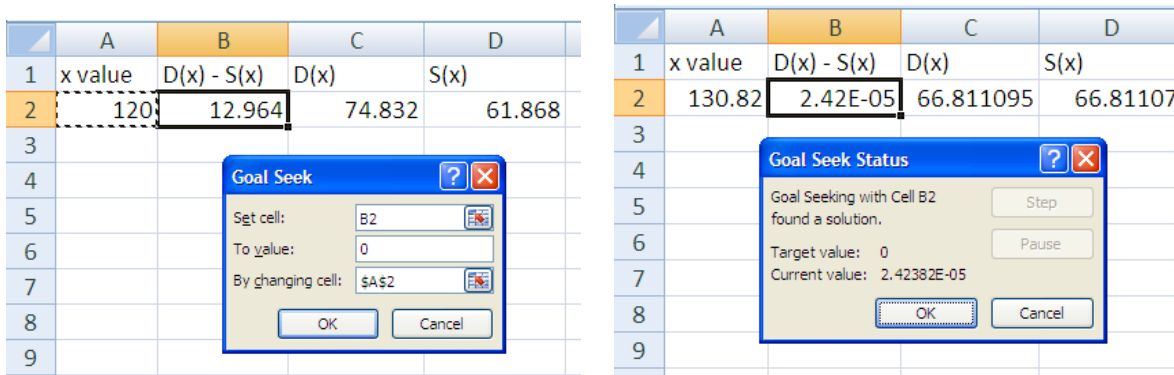 A B C D
1 x value D(x) - S(x) D(x) S(x)
2 120 12.964 74.832 61.868
3
4
5
6
7
8
9
Goal Seek
?
Set cell: B2
To value: 0
By changing cell: $A$2
OK Cancel
A B C D
1 x value D(x) - S(x) D(x) S(x)
2 130.82 2.42E-05 66.811095 66.81107
3
4
5
6
7
8
9
Goal Seek Status
?
Goal Seeking with Cell B2
found a solution.
Target value: 0
Current value: 2.42382E-05
Step
Pause
OK Cancel